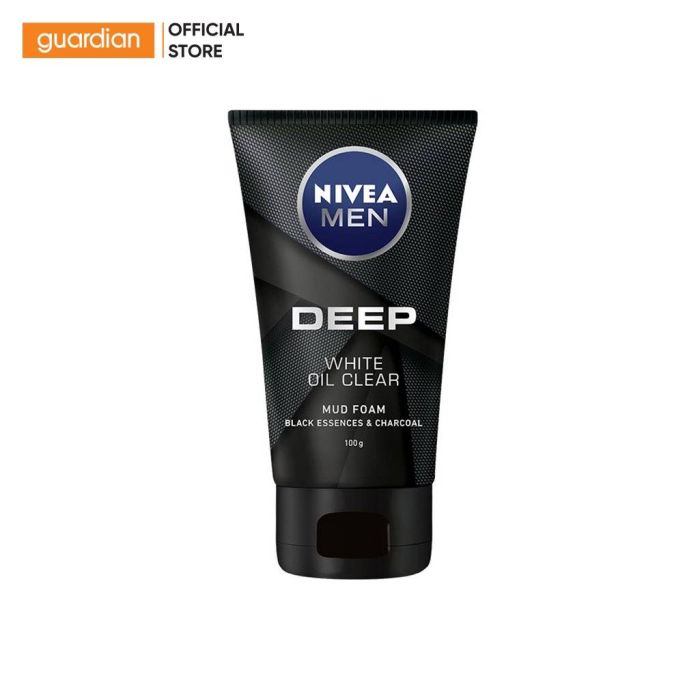 guardian
OFFICIAL
STORE
NIVEA
MEN
DEEP
WHITE
OIL CLEAR
MUD FOAM
BLACK ESSENCES & CHARCOAL
100g